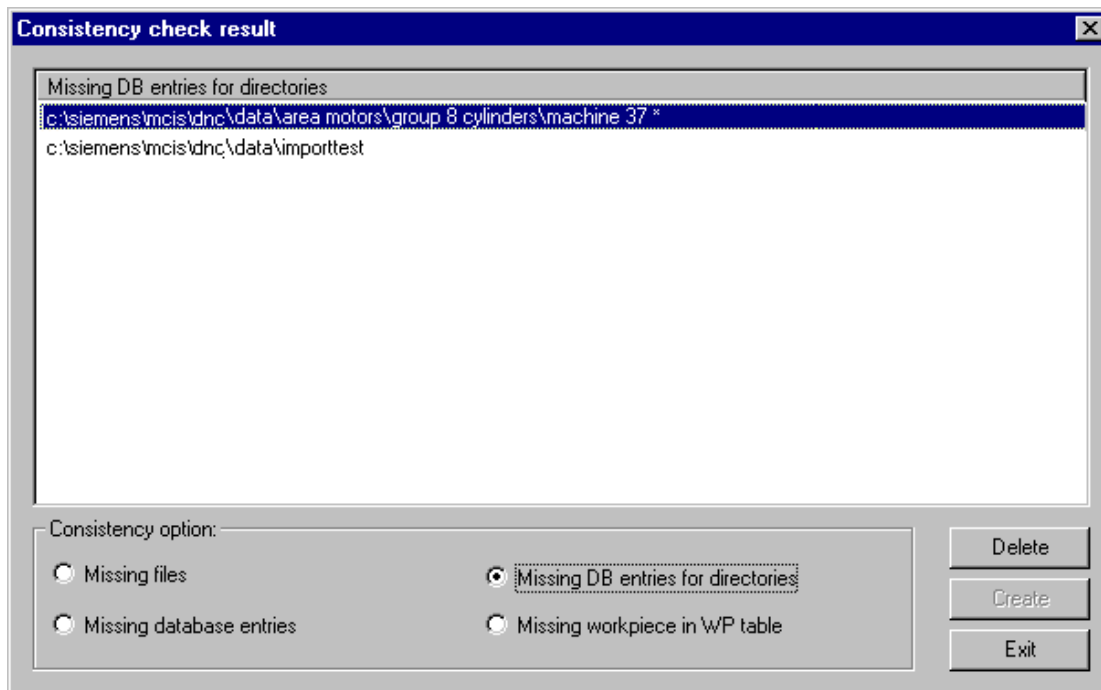 Consistency check result
Missing DB entries for directories
c:\siemens\mcis\dnc\data\area motors\group 8 cylinders\machine 37 *
c:\siemens\mcis\dnc\data\importtest
Consistency option:
Missing files
Missing DB entries for directories
Missing database entries
Missing workpiece in WP table
Delete
Create
Exit